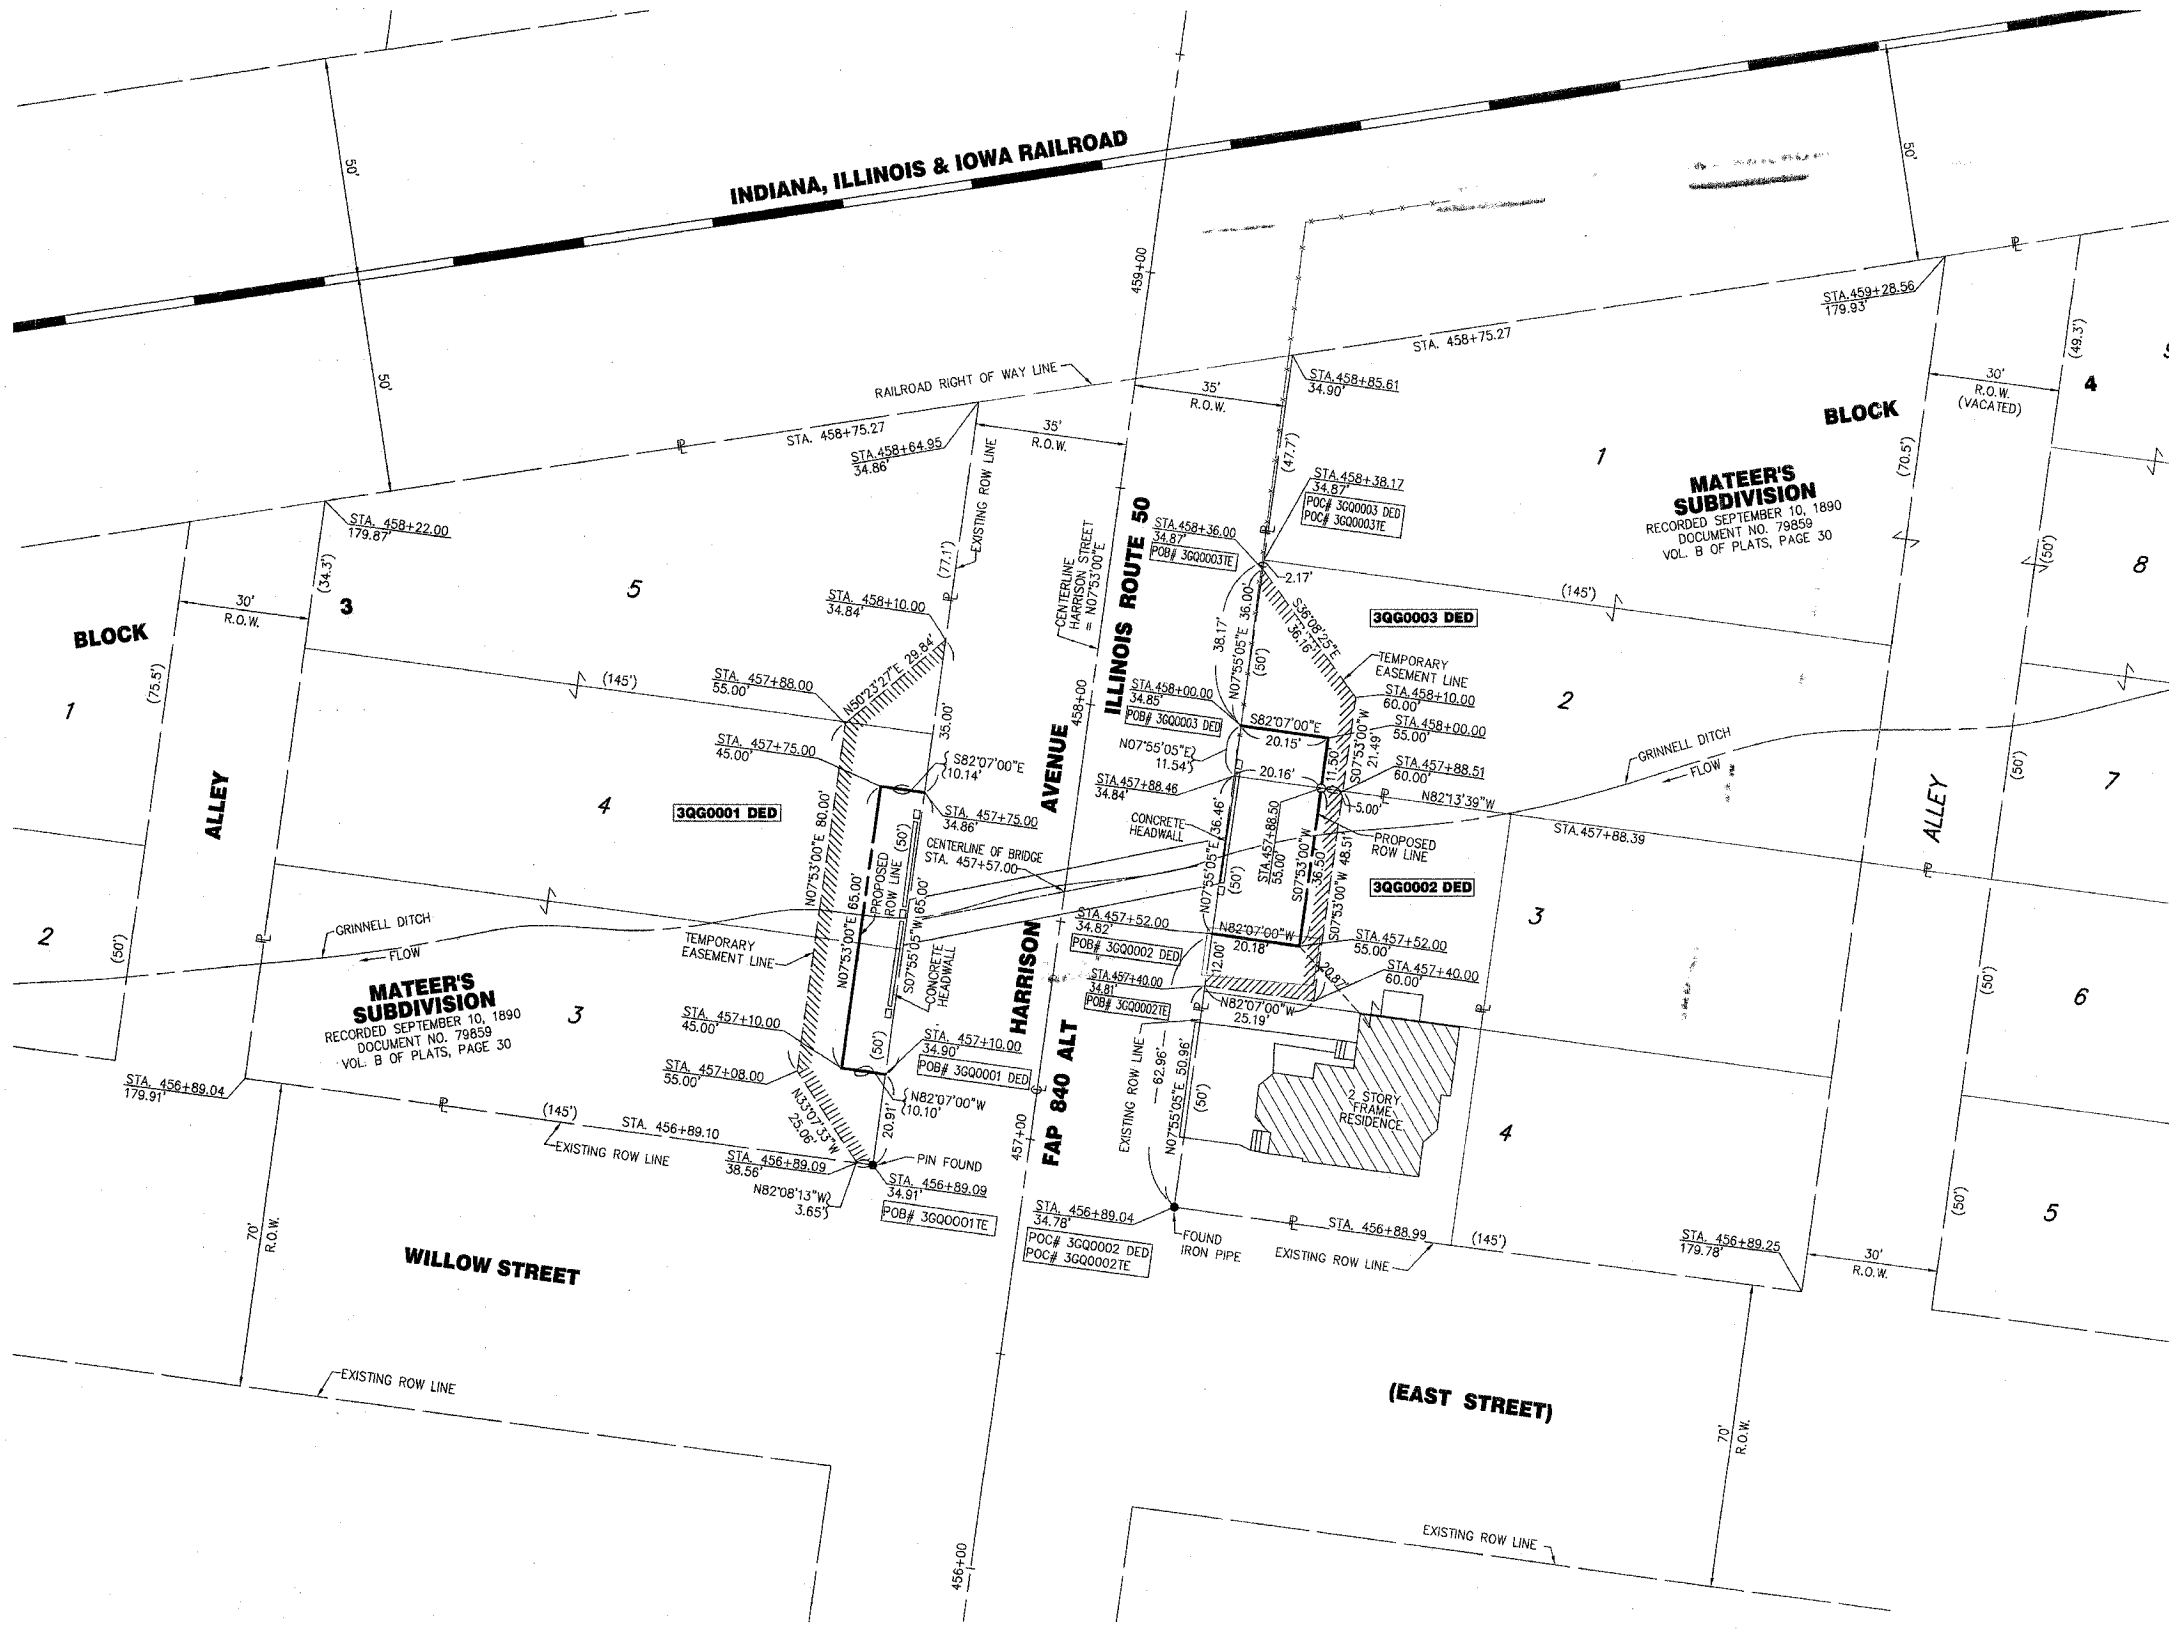 INDIANA, ILLINOIS & IOWA RAILROAD
50'
50'
50'
459+00
STA.459+28.56
179.93'
STA. 458+75.27
RAILROAD RIGHT OF WAY LINE
35'
R.O.W.
STA.458+85.61
34.90'
30'
R.O.W.
(VACATED)
(49.3')
4
BLOCK
1
MATEER'S
SUBDIVISION
RECORDED SEPTEMBER 10, 1890
DOCUMENT NO. 79859
VOL. B OF PLATS, PAGE 30
(70.5')
(50')
8
STA. 458+75.27
STA.458+64.95
34.86'
35'
R.O.W.
EXISTING ROW LINE
(77.1')
(47.7')
STA.458+38.17
34.87'
POC# 3GQ0003 DED
POC# 3GQ0003TE
STA.458+36.00
34.87'
POB# 3GQ0003TE
2.17'
CENTERLINE
HARRISON STREET
= N07°53'00"E
ILLINOIS ROUTE 50
STA. 458+22.00
179.87'
(34.3')
3
30'
R.O.W.
BLOCK
(75.5')
1
5
STA. 458+10.00
34.84'
N50°23'27"E 29.84'
(145')
STA. 457+88.00
55.00'
35.00'
STA. 457+75.00
45.00'
S82°07'00"E
10.14'
STA. 457+75.00
34.86'
38.17'
N07°55'05"E 36.00'
(50')
S36°08'25"E
36.16'
3QG0003 DED
(145')
TEMPORARY
EASEMENT LINE
STA.458+10.00
60.00'
2
STA.458+00.00
34.85'
POB# 3GQ0003 DED
S82°07'00"E
20.15'
STA.458+00.00
55.00'
N07°55'05"E
11.54'
11.50'
S07°53'00"W
21.49'
STA.457+88.46
34.84'
20.16'
STA.457+88.51
60.00'
5.00'
N82°13'39"W
STA.457+88.39
GRINNELL DITCH
FLOW
(50')
7
ALLEY
ALLEY
4
3QG0001 DED
458+00
AVENUE
CENTERLINE OF BRIDGE
STA. 457+57.00
CONCRETE
HEADWALL
N07°55'05"E 36.46'
(50')
STA.457+88.50
55.00'
S07°53'00"W
36.50'
S07°53'00"W 48.51'
PROPOSED
ROW LINE
3QG0002 DED
3
N07°53'00"E 80.00'
N07°53'00"E 65.00'
PROPOSED
ROW LINE
(50')
S07°55'05"W 65.00'
CONCRETE
HEADWALL
2
(50')
GRINNELL DITCH
FLOW
TEMPORARY
EASEMENT LINE
MATEER'S
SUBDIVISION
RECORDED SEPTEMBER 10, 1890
DOCUMENT NO. 79859
VOL. B OF PLATS, PAGE 30
3
HARRISON
STA.457+52.00
34.82'
POB# 3GQ0002 DED
N82°07'00"W
20.18'
STA.457+52.00
55.00'
12.00'
20.87'
STA.457+40.00
60.00'
STA.457+40.00
34.81'
POB# 3GQ0002TE
N82°07'00"W
25.19'
(50')
6
STA. 457+10.00
45.00'
(50')
STA. 457+10.00
34.90'
POB# 3GQ0001 DED
STA. 457+08.00
55.00'
N82°07'00"W
10.10'
N33°07'33"W
25.06'
20.91'
STA. 456+89.04
179.91'
(145')
STA. 456+89.10
EXISTING ROW LINE
STA. 456+89.09
38.56'
PIN FOUND
STA. 456+89.09
34.91'
POB# 3GQ0001TE
N82°08'13"W
3.65'
457+00
FAP 840 ALT
EXISTING ROW LINE
62.96'
N07°55'05"E 50.96'
(50')
2 STORY
FRAME
RESIDENCE
4
STA. 456+89.04
34.78'
POC# 3GQ0002 DED
POC# 3GQ0002TE
FOUND
IRON PIPE
STA. 456+88.99
EXISTING ROW LINE
(145')
STA. 456+89.25
179.78'
30'
R.O.W.
(50')
5
70'
R.O.W.
WILLOW STREET
EXISTING ROW LINE
(EAST STREET)
70'
R.O.W.
456+00
EXISTING ROW LINE